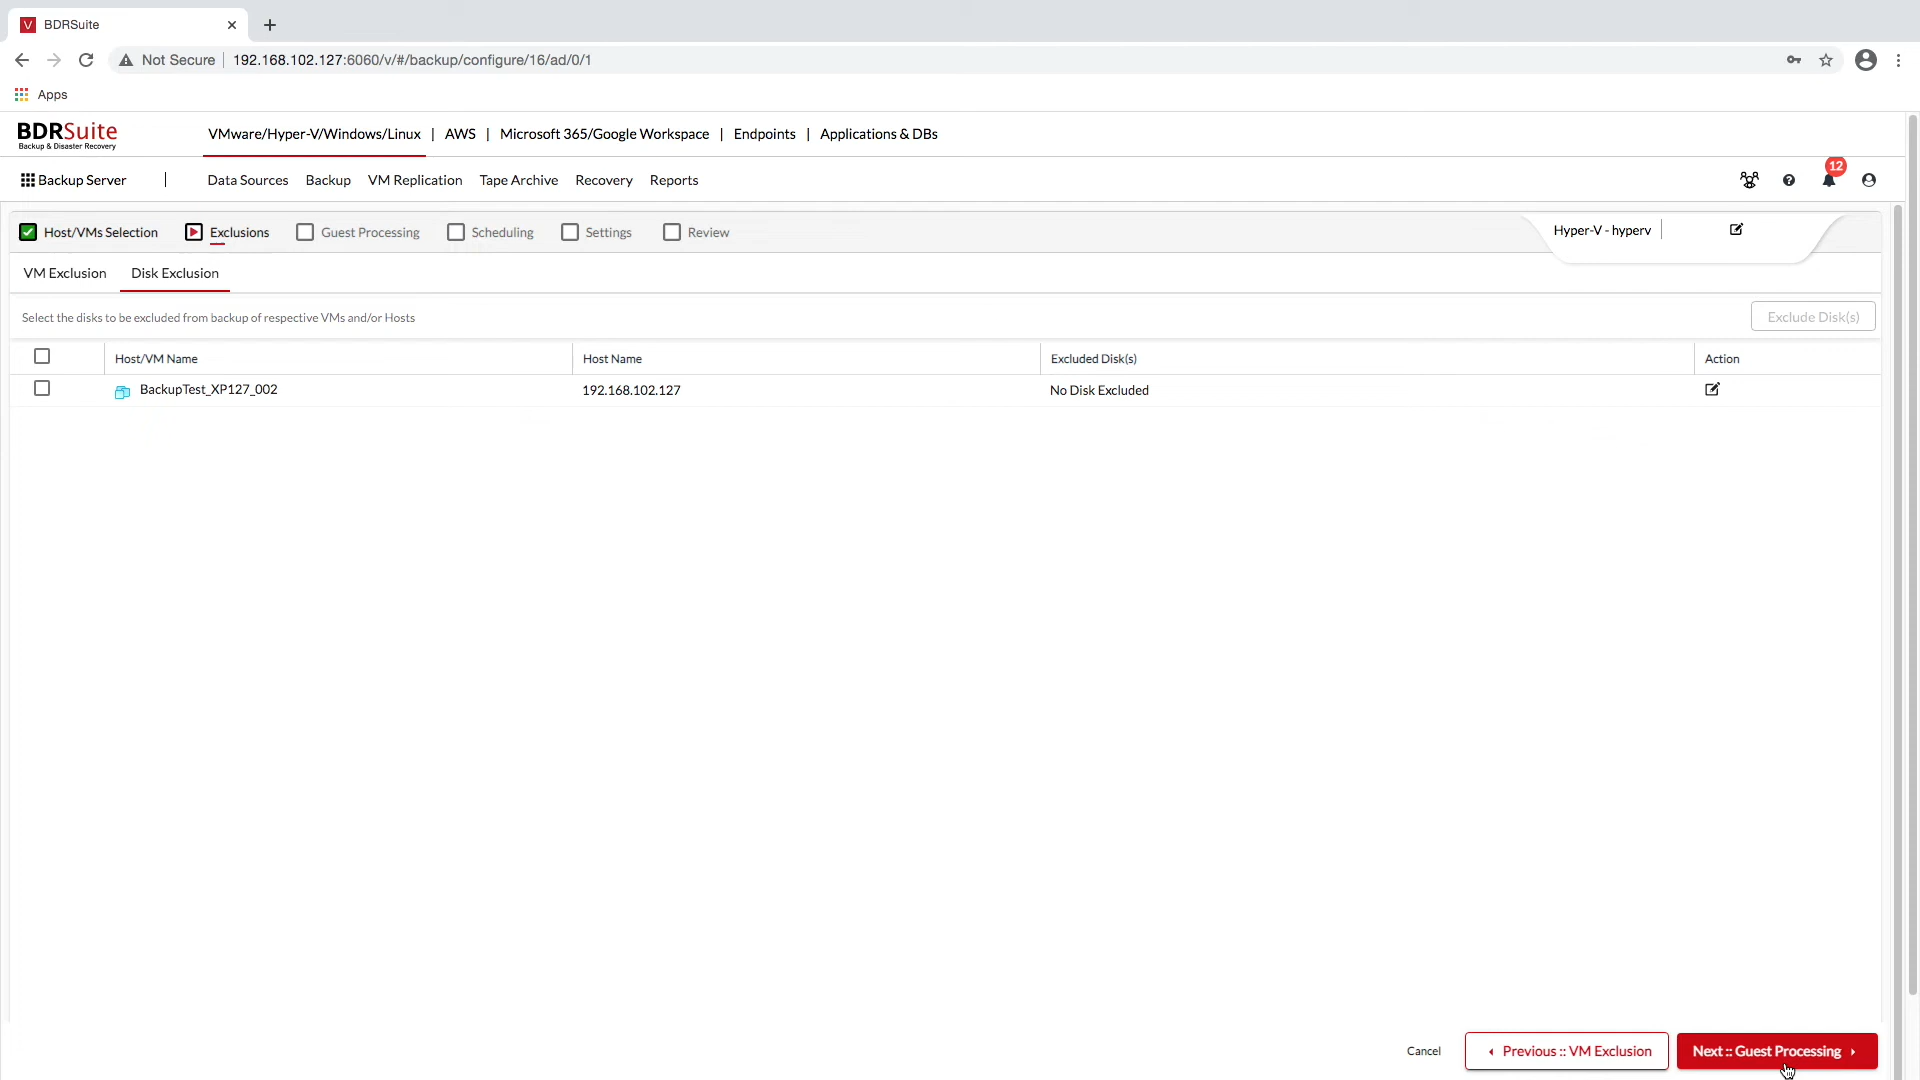 V BDRSuite
Not Secure 192.168.102.127:6060/v/#/backup/configure/16/ad/0/1
Apps
BDRSuite
Backup & Disaster Recovery
VMware/Hyper-V/Windows/Linux | AWS | Microsoft 365/Google Workspace | Endpoints | Applications & DBs
Backup Server | Data Sources Backup VM Replication Tape Archive Recovery Reports 12
Host/VMs Selection Exclusions Guest Processing Scheduling Settings Review Hyper-V - hyperv
VM Exclusion Disk Exclusion
Select the disks to be excluded from backup of respective VMs and/or Hosts Exclude Disk(s)
Host/VM Name Host Name Excluded Disk(s) Action
BackupTest_XP127_002 192.168.102.127 No Disk Excluded
Cancel Previous :: VM Exclusion Next :: Guest Processing